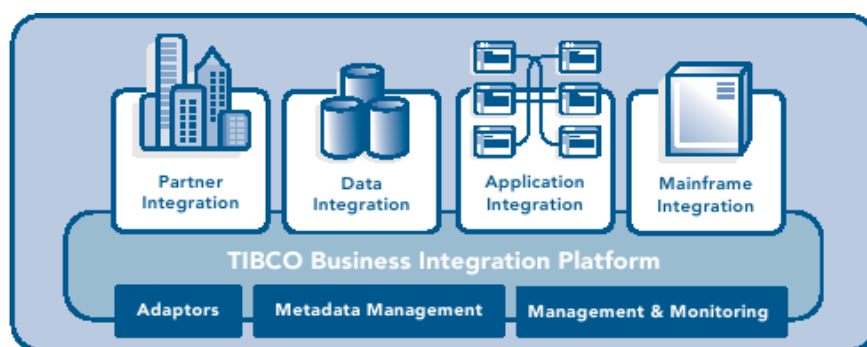 Partner
Integration
Data
Integration
Application
Integration
Mainframe
Integration
TIBCO Business Integration Platform
Adaptors
Metadata Management
Management & Monitoring